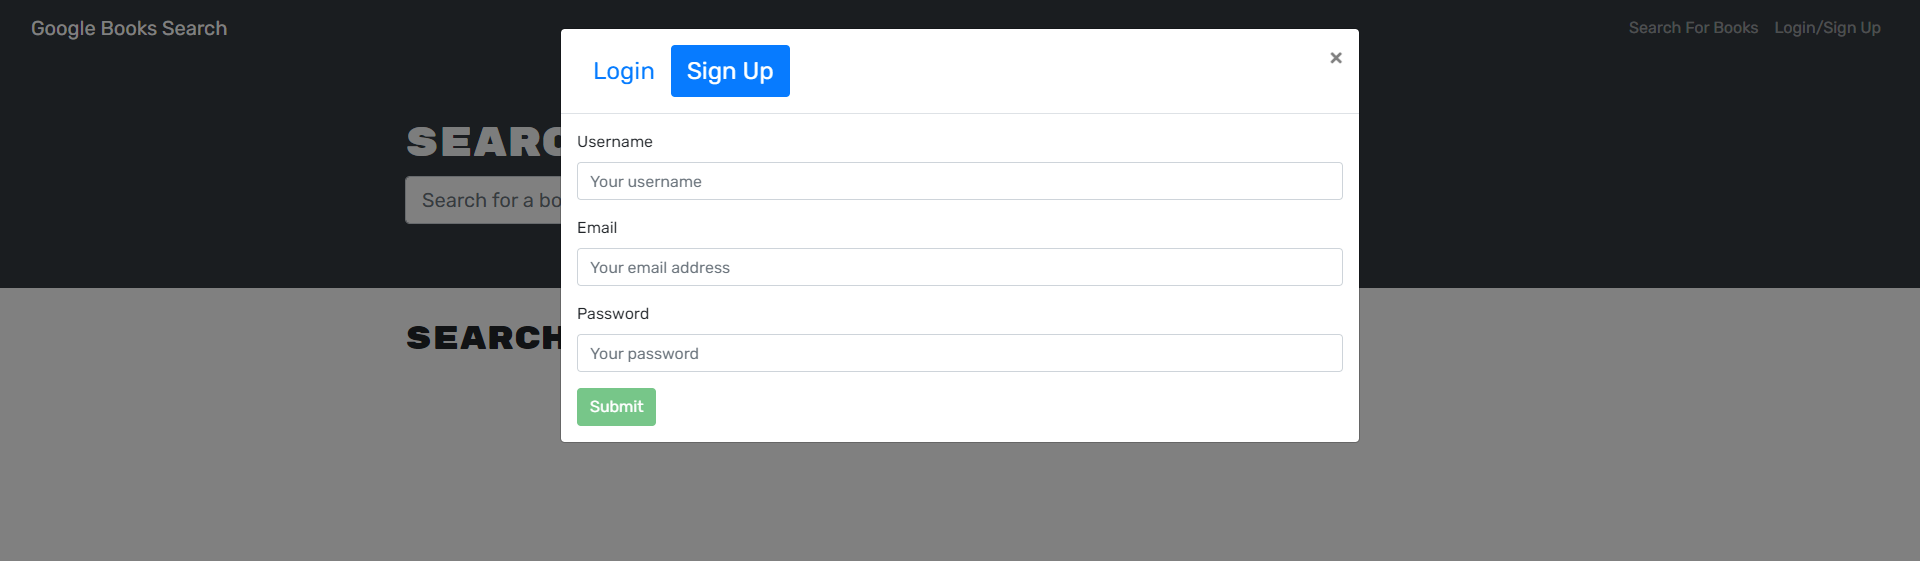 Google Books Search
Search For Books Login/Sign Up
Login Sign Up ×
SEARC
Search for a bo
Username
Your username
Email
Your email address
Password
Your password
SEARCH
Submit